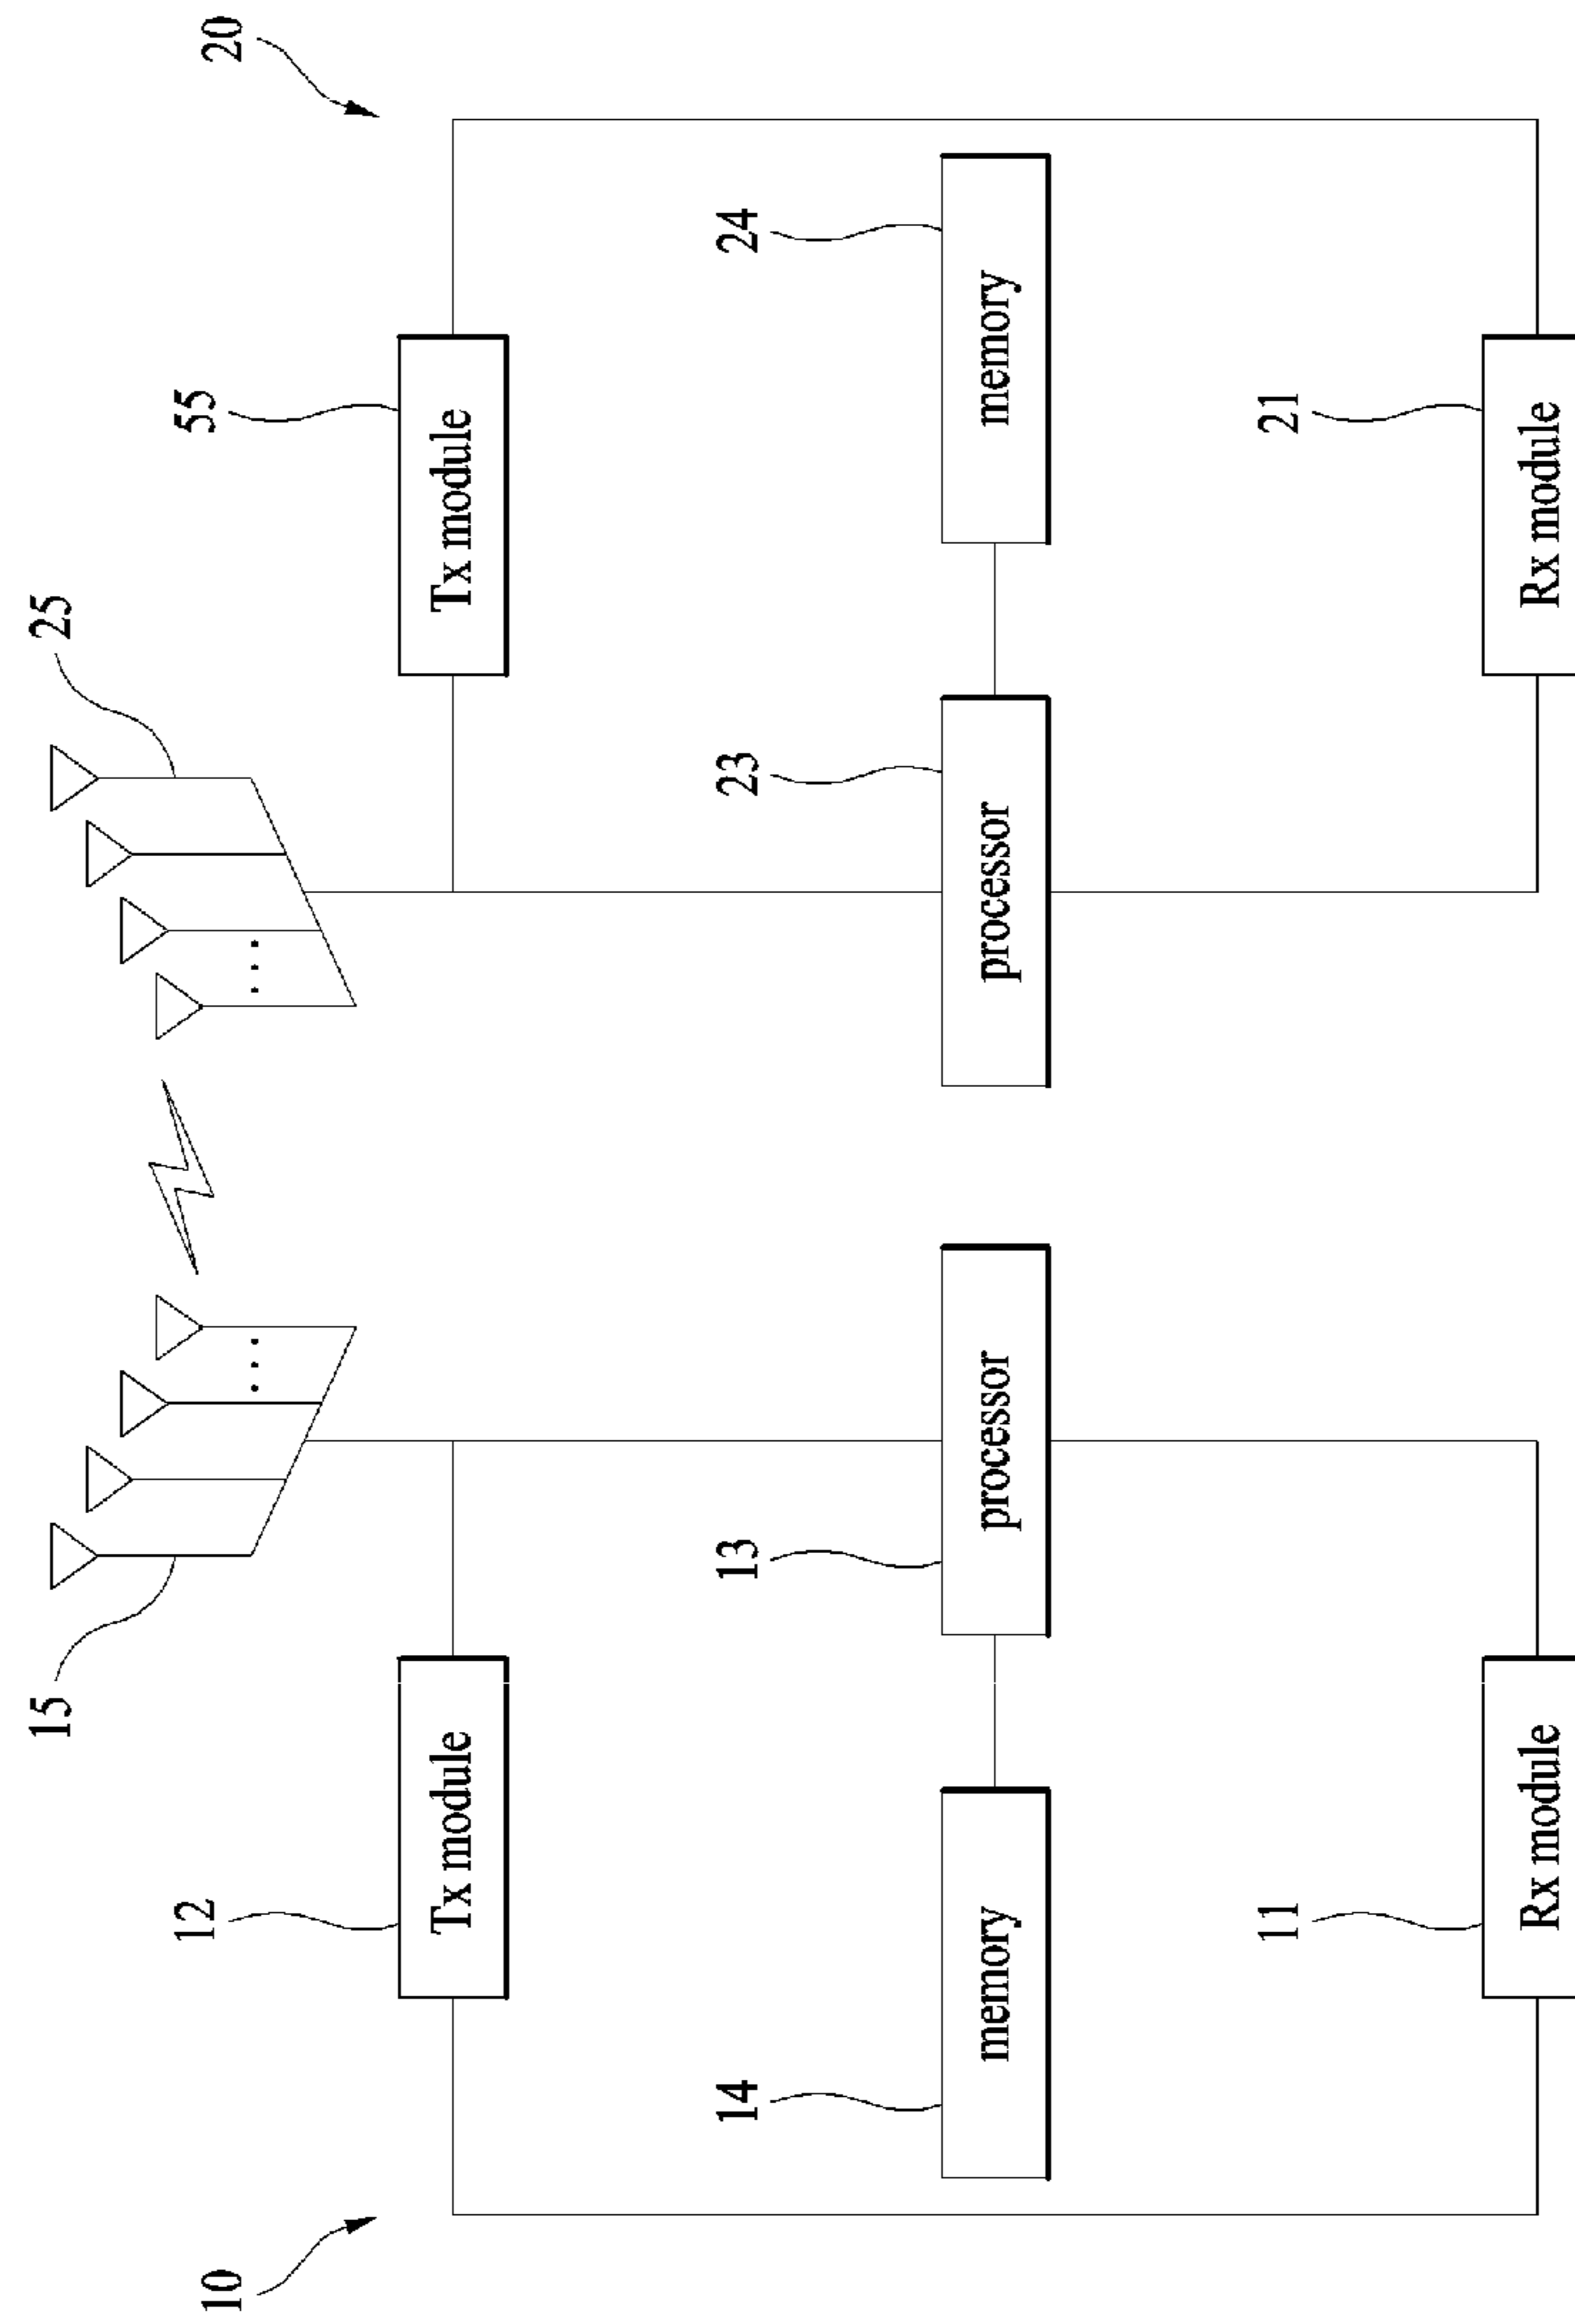 15
25
10
20
12
Tx module
55
Tx module
14
memory
13
processor
23
processor
24
memory
11
Rx module
21
Rx module